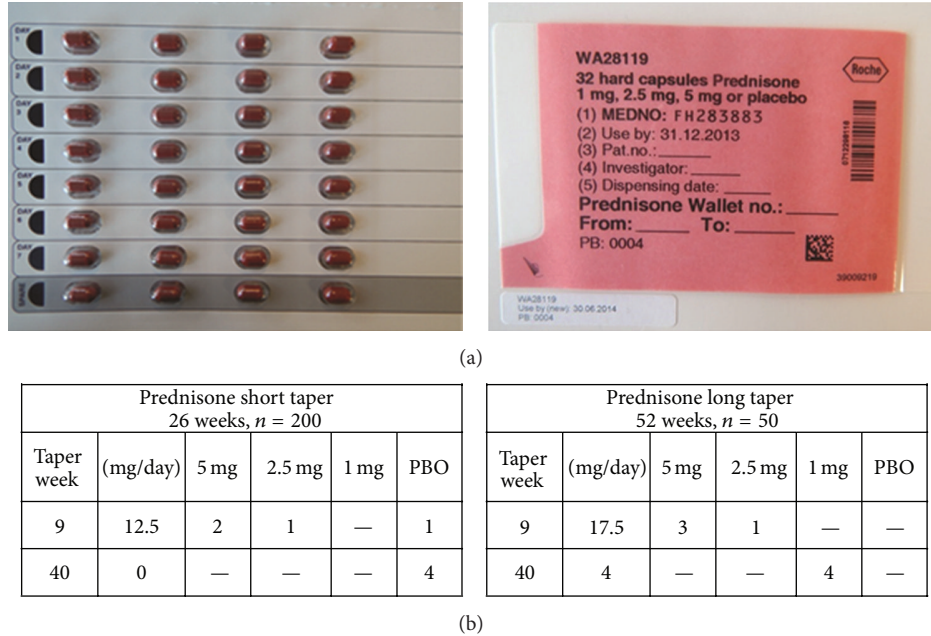 DAY
1
DAY
2
DAY
3
DAY
4
DAY
5
DAY
6
DAY
7
SPARE
WA28119
32 hard capsules Prednisone
1 mg, 2.5 mg, 5 mg or placebo
(1) MEDNO: FH283883
(2) Use by: 31.12.2013
(3) Pat.no.:
(4) Investigator:
(5) Dispensing date:
Prednisone Wallet no.:
From: To:
PB: 0004
Roche
39009219
WA28119
Use by (new): 30.06.2014
PB: 0004
(a)
Prednisone short taper
26 weeks, n = 200
Taper week (mg/day) 5 mg 2.5 mg 1 mg PBO
9 12.5 2 1 — 1
40 0 — — — 4
Prednisone long taper
52 weeks, n = 50
Taper week (mg/day) 5 mg 2.5 mg 1 mg PBO
9 17.5 3 1 — —
40 4 — — 4 —
(b)